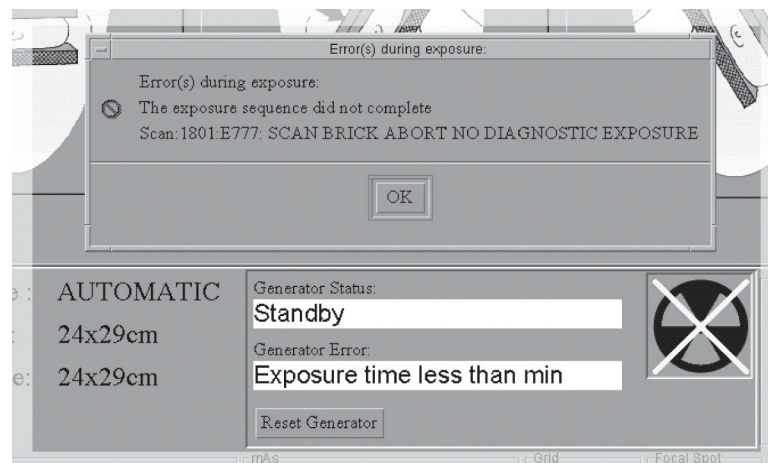 Error(s) during exposure:
Error(s) during exposure:
The exposure sequence did not complete
Scan:1801:E777: SCAN BRICK ABORT NO DIAGNOSTIC EXPOSURE
OK
AUTOMATIC
24x29cm
24x29cm
Generator Status:
Standby
Generator Error:
Exposure time less than min
Reset Generator
mAs
Grid
Focal Spot